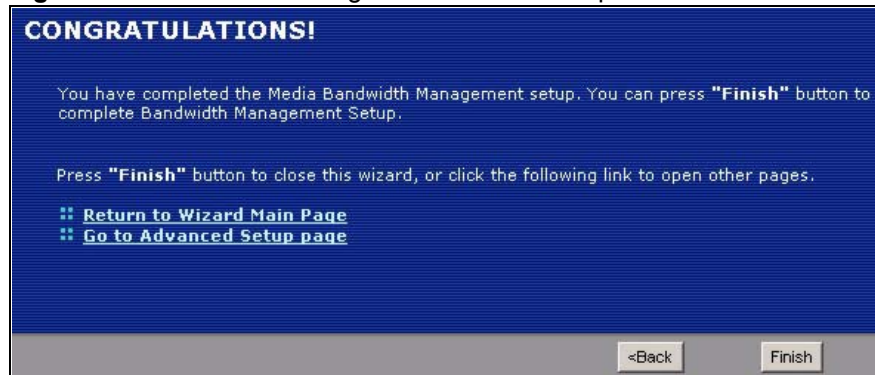 CONGRATULATIONS!
You have completed the Media Bandwidth Management setup. You can press "Finish" button to
complete Bandwidth Management Setup.
Press "Finish" button to close this wizard, or click the following link to open other pages.
Return to Wizard Main Page
Go to Advanced Setup page
<Back
Finish